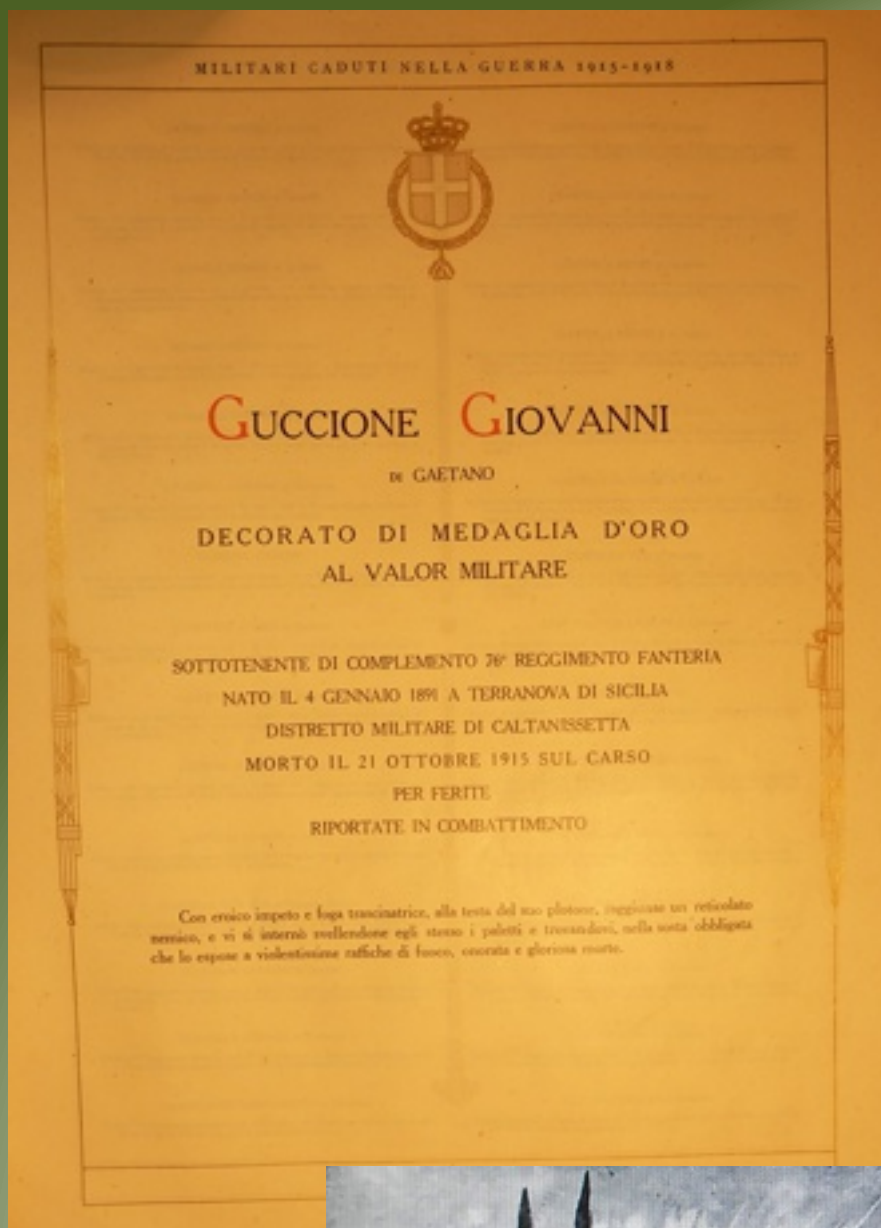 MILITARI CADUTI NELLA GUERRA 1915-1918
GUCCIONE GIOVANNI
DI GAETANO
DECORATO DI MEDAGLIA D'ORO
AL VALOR MILITARE
SOTTOTENENTE DI COMPLEMENTO 76° REGGIMENTO FANTERIA
NATO IL 4 GENNAIO 1891 A TERRANOVA DI SICILIA
DISTRETTO MILITARE DI CALTANISSETTA
MORTO IL 21 OTTOBRE 1915 SUL CARSO
PER FERITE
RIPORTATE IN COMBATTIMENTO
Con eroico impeto e foga trascinatrice, alla testa del suo plotone, raggiunse un reticolato
nemico, e vi si internò svellendone egli stesso i paletti e trovandovi, nella sosta obbligata
che lo espose a violentissime raffiche di fuoco, onorata e gloriosa morte.